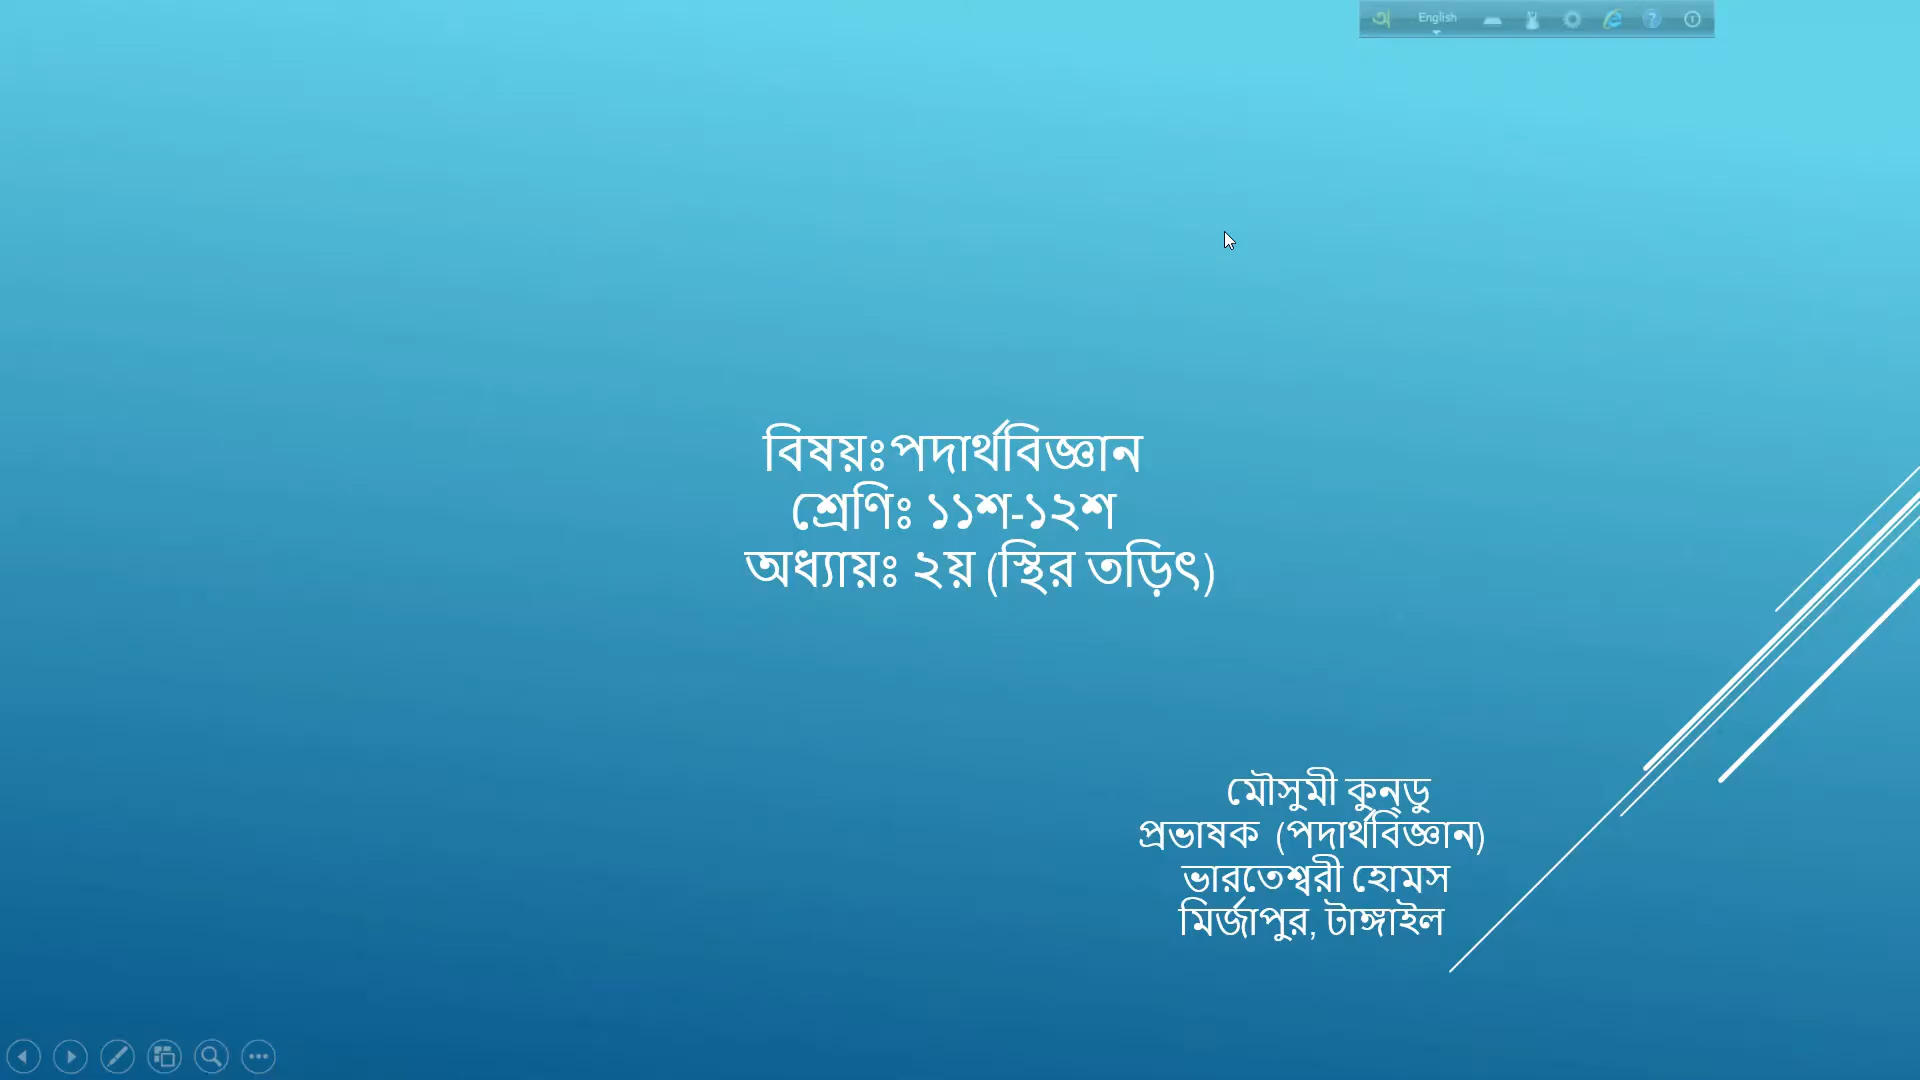 English
বিষয়ঃপদার্থবিজ্ঞান
শ্রেণিঃ ১১শ-১২শ
অধ্যায়ঃ ২য় (স্থির তড়িৎ)
মৌসুমী কুন্ডু
প্রভাষক (পদার্থবিজ্ঞান)
ভারতেশ্বরী হোমস
মির্জাপুর, টাঙ্গাইল